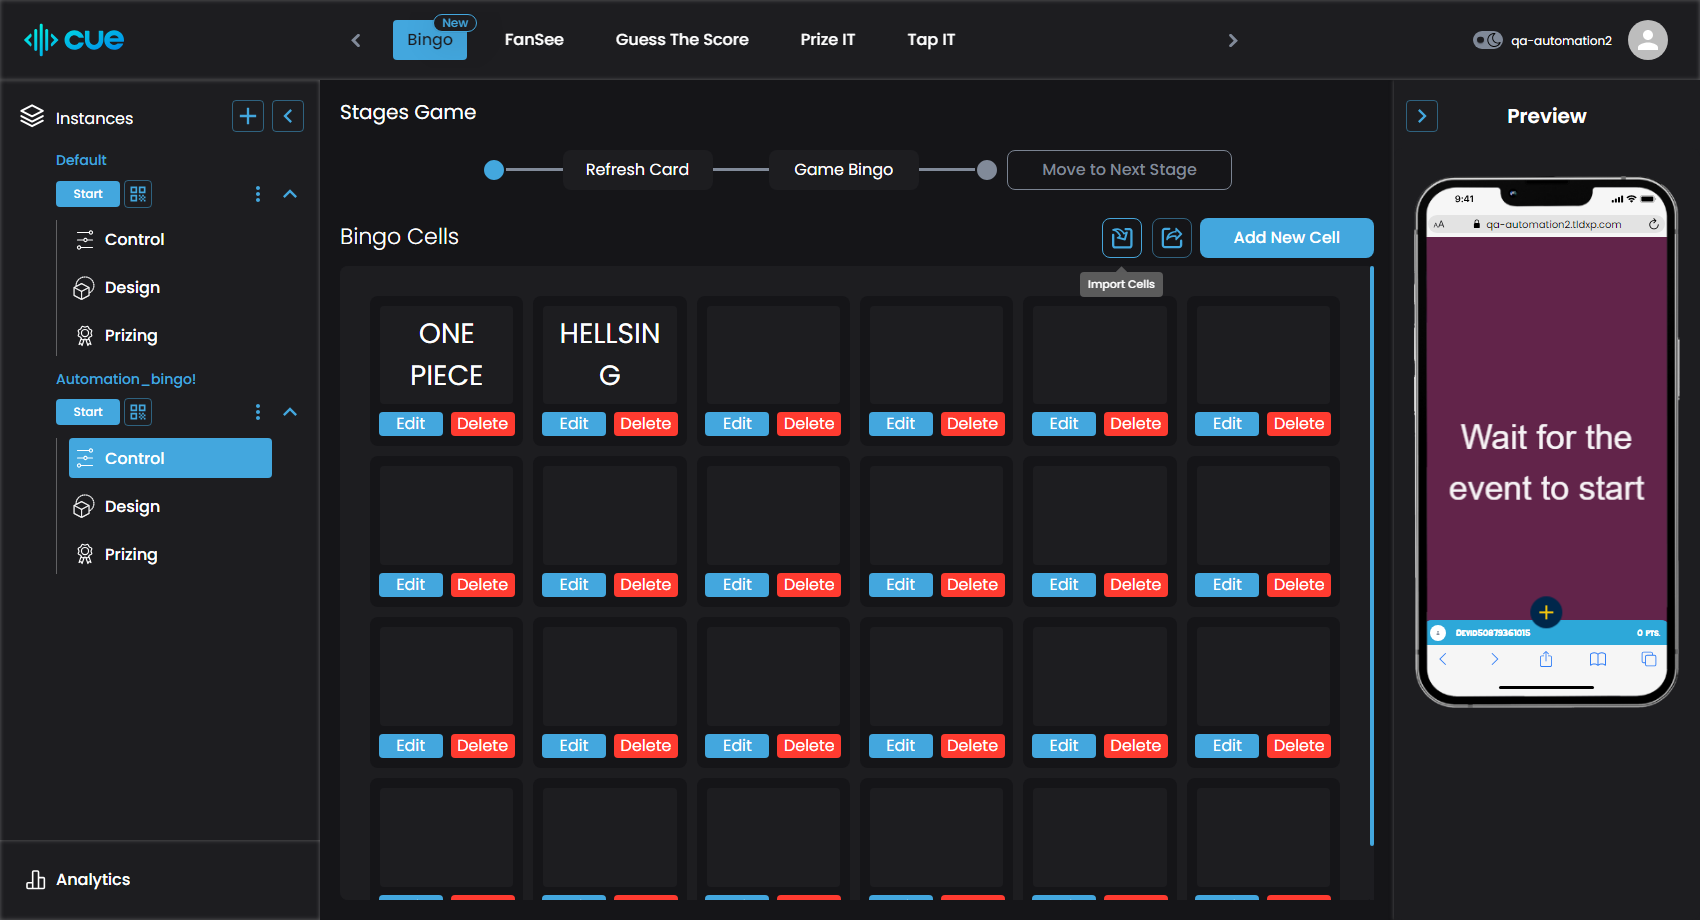 cue
Bingo
New
FanSee
Guess The Score
Prize IT
Tap IT
qa-automation2
Instances
Default
Start
Control
Design
Prizing
Automation_bingo!
Start
Control
Design
Prizing
Analytics
Stages Game
Refresh Card
Game Bingo
Move to Next Stage
Bingo Cells
Add New Cell
Import Cells
ONE
PIECE
HELLSIN
G
Edit Delete Edit Delete Edit Delete Edit Delete Edit Delete Edit Delete
Edit Delete Edit Delete Edit Delete Edit Delete Edit Delete Edit Delete
Edit Delete Edit Delete Edit Delete Edit Delete Edit Delete Edit Delete
Preview
9:41
AA qa-automation2.tldxp.com
Wait for the
event to start
DEVID50879361015
0 PTS.